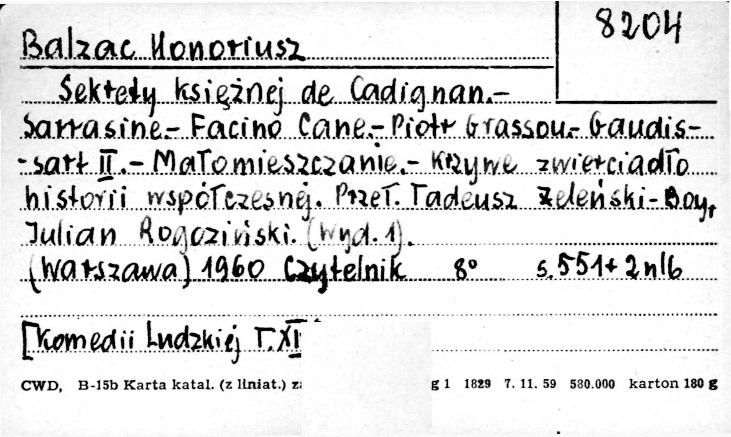 8204
Balzac Honoriusz
Sekrety księżnej de Cadignan.-
Sarrasine.- Facino Cane.- Piotr Grassou.- Gaudis-
-sart II.- Małomieszczanie.- Krzywe zwierciadło
historii współczesnej. Przeł. Tadeusz Żeleński-Boy,
Julian Rogoziński. (Wyd. 1).
(Warszawa) 1960 Czytelnik 8° s. 551+2nlb
[Komedii Ludzkiej T.XI
CWD, B-15b Karta katal. (z liniat.) g 1 1829 7. 11. 59 580.000 karton 180 g